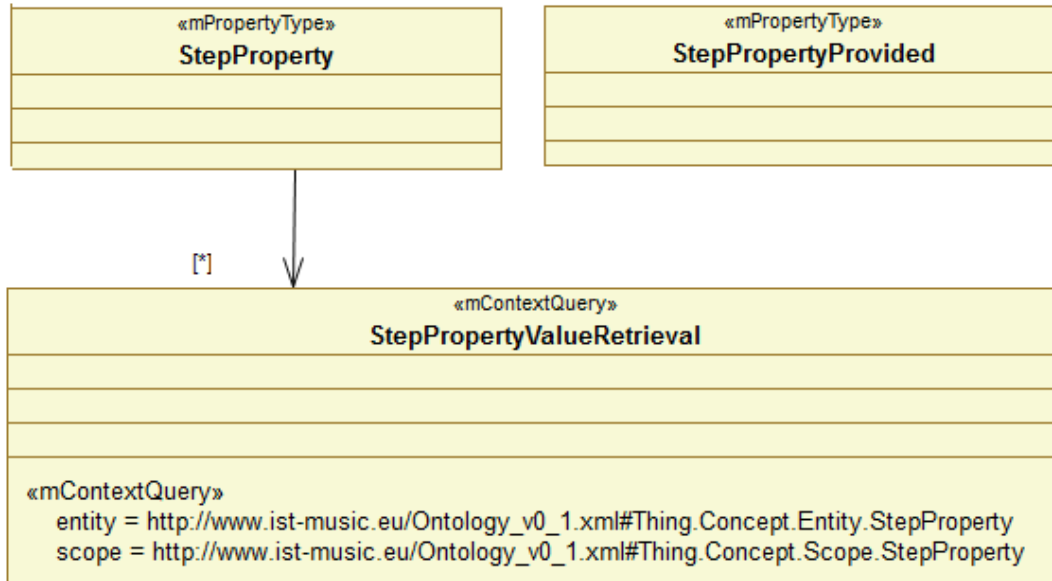 «mPropertyType»
StepProperty
«mPropertyType»
StepPropertyProvided
[*]
«mContextQuery»
StepPropertyValueRetrieval
«mContextQuery»
entity = http://www.ist-music.eu/Ontology_v0_1.xml#Thing.Concept.Entity.StepProperty
scope = http://www.ist-music.eu/Ontology_v0_1.xml#Thing.Concept.Scope.StepProperty